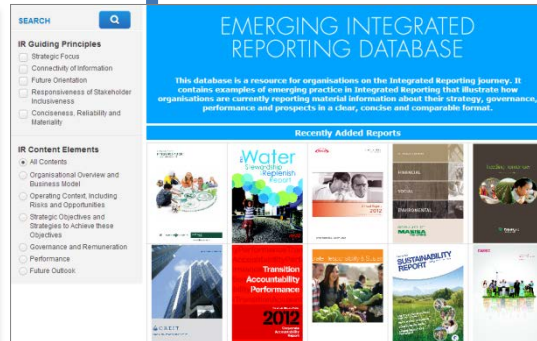 SEARCH
IR Guiding Principles
Strategic Focus
Connectivity of Information
Future Orientation
Responsiveness of Stakeholder
Inclusiveness
Conciseness, Reliability and
Materiality
IR Content Elements
All Contents
Organisational Overview and
Business Model
Operating Context, including
Risks and Opportunities
Strategic Objectives and
Strategies to Achieve these
Objectives
Governance and Remuneration
Performance
Future Outlook
EMERGING INTEGRATED
REPORTING DATABASE
This database is a resource for organisations on the Integrated Reporting journey. It
contains examples of emerging practice in Integrated Reporting that illustrate how
organisations are currently reporting material information about their strategy, governance,
performance and prospects in a clear, concise and comparable format.
Recently Added Reports
Water
Stewardship
Replenish
Report
2012
FINANCIAL
SOCIAL
ENVIRONMENTAL
MASISA
Transition
Accountability
Performance
2012
Corporate
Accountability
Report
SUSTAINABILITY
REPORT